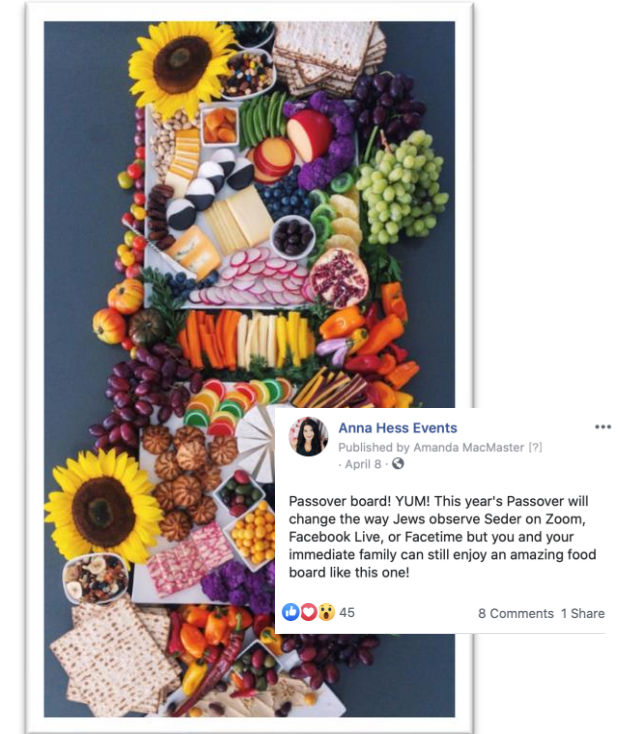 Anna Hess Events
Published by Amanda MacMaster [?]
· April 8 ·
Passover board! YUM! This year's Passover will
change the way Jews observe Seder on Zoom,
Facebook Live, or Facetime but you and your
immediate family can still enjoy an amazing food
board like this one!
45
8 Comments 1 Share